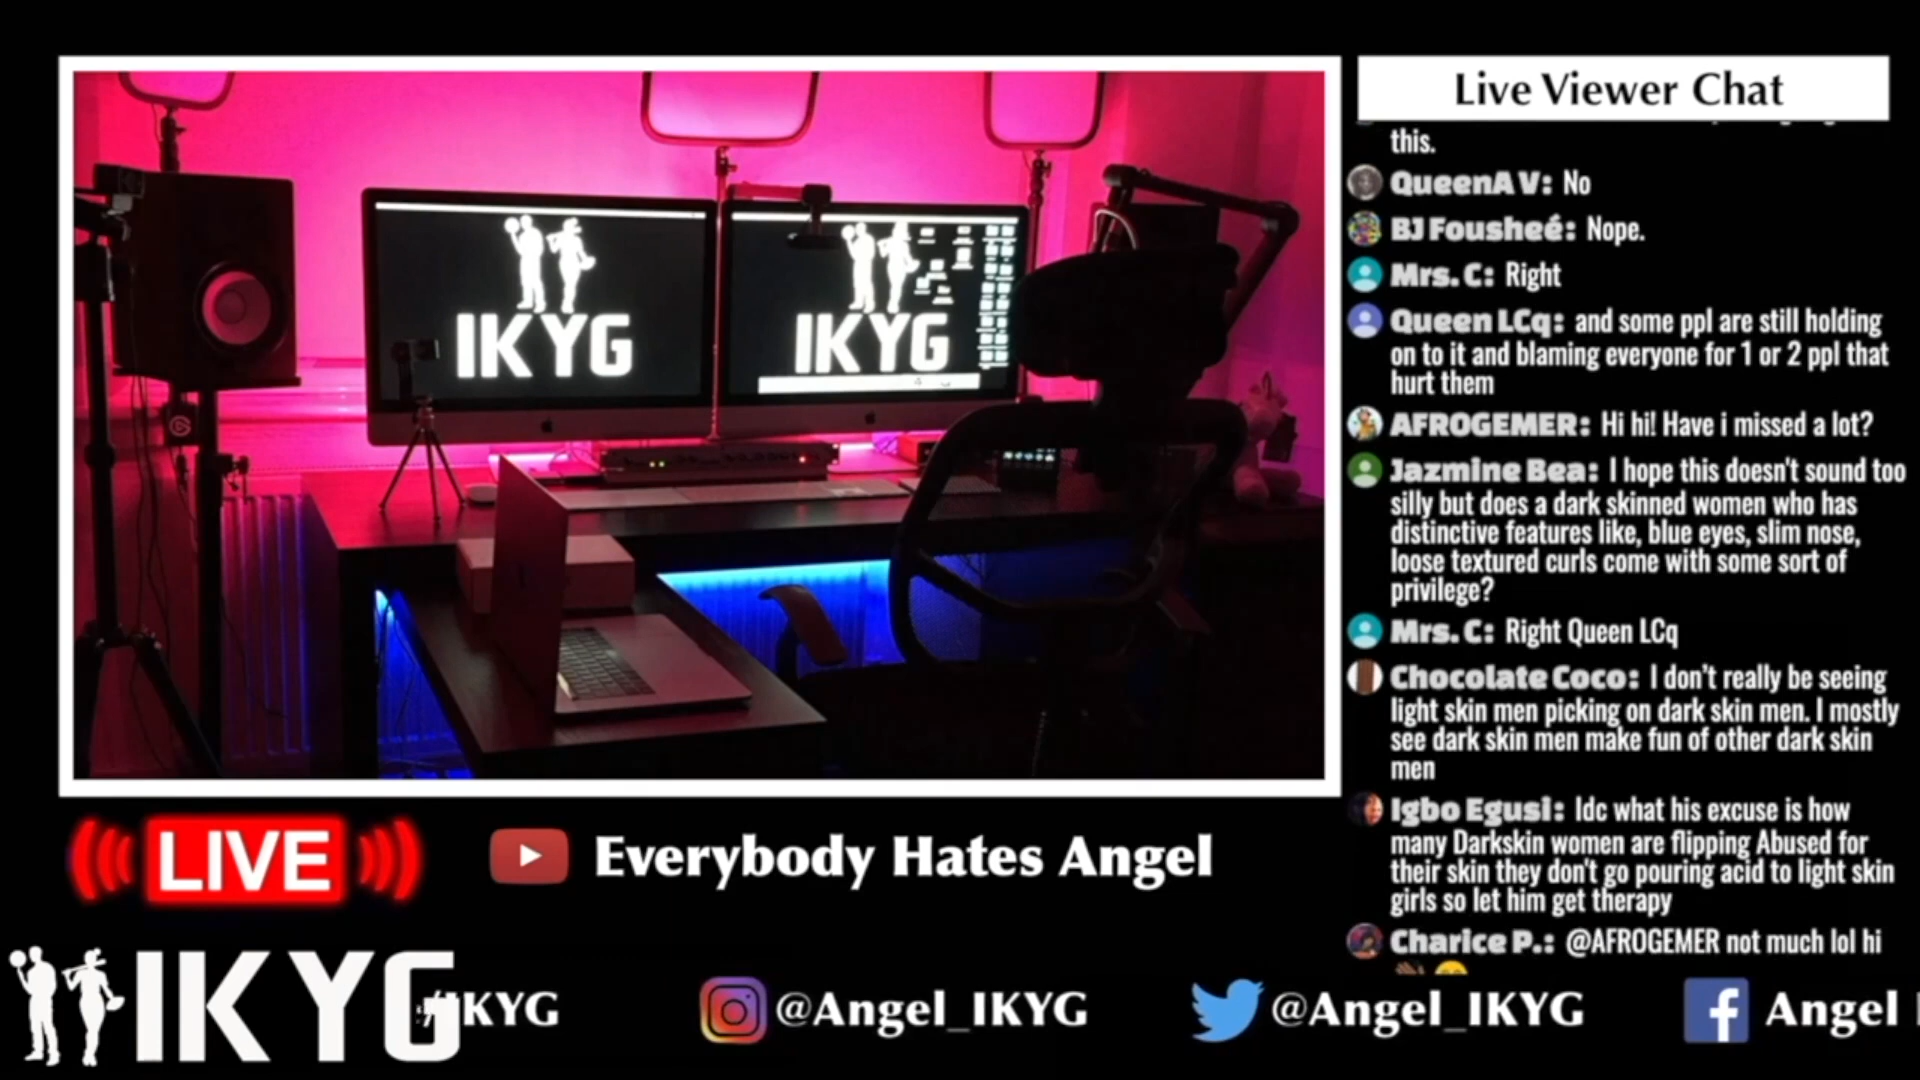 Live Viewer Chat
this.
QueenA V: No
BJ Fousheé: Nope.
Mrs. C: Right
Queen LCq: and some ppl are still holding
on to it and blaming everyone for 1 or 2 ppl that
hurt them
AFROGEMER: Hi hi! Have i missed a lot?
Jazmine Bea: I hope this doesn't sound too
silly but does a dark skinned women who has
distinctive features like, blue eyes, slim nose,
loose textured curls come with some sort of
privilege?
Mrs. C: Right Queen LCq
Chocolate Coco: I don't really be seeing
light skin men picking on dark skin men. I mostly
see dark skin men make fun of other dark skin
men
Igbo Egusi: Idc what his excuse is how
many Darkskin women are flipping Abused for
their skin they don't go pouring acid to light skin
girls so let him get therapy
Charice P.: @AFROGEMER not much lol hi
IKYG
IKYG
LIVE
Everybody Hates Angel
IKYG
#IKYG
@Angel_IKYG
@Angel_IKYG
Angel